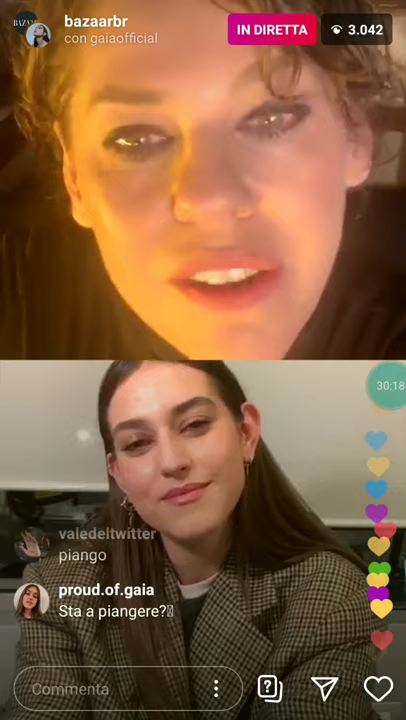 bazaarbr
con gaiaofficial
IN DIRETTA
3.042
30:18
valedeltwitter
piango
proud.of.gaia
Sta a piangere?
Commenta